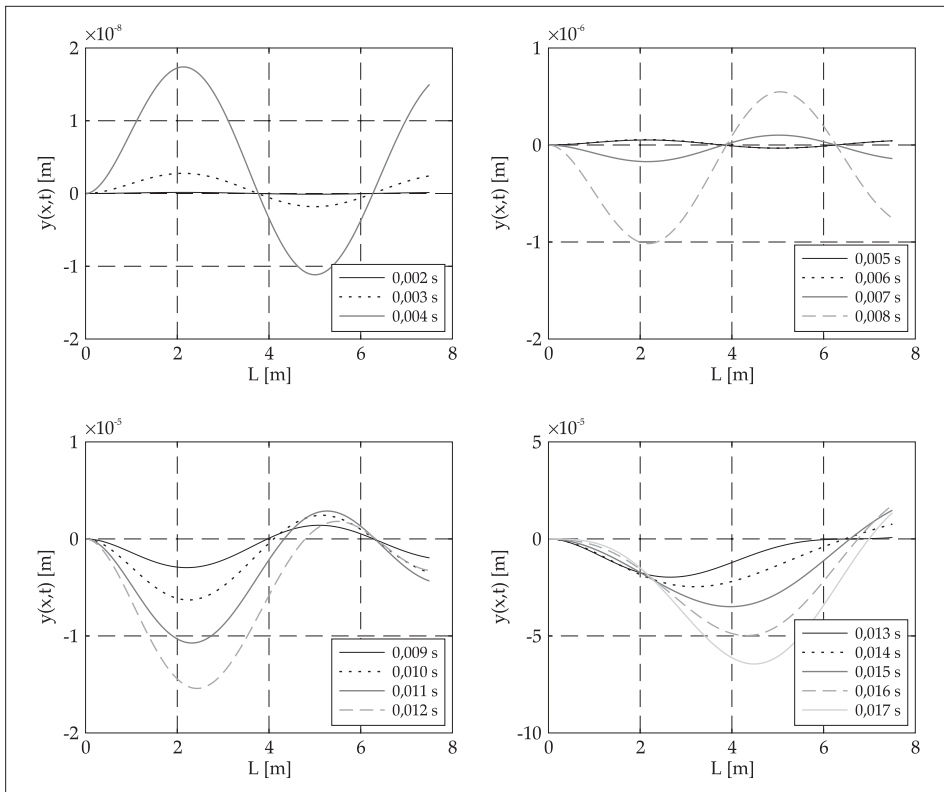 ×10⁻⁸
2
1
0
-1
-2
y(x,t) [m]
0 2 4 6 8
L [m]
0,002 s
0,003 s
0,004 s
×10⁻⁶
1
0
-1
-2
y(x,t) [m]
0 2 4 6 8
L [m]
0,005 s
0,006 s
0,007 s
0,008 s
×10⁻⁵
1
0
-1
-2
y(x,t) [m]
0 2 4 6 8
L [m]
0,009 s
0,010 s
0,011 s
0,012 s
×10⁻⁵
5
0
-5
-10
y(x,t) [m]
0 2 4 6 8
L [m]
0,013 s
0,014 s
0,015 s
0,016 s
0,017 s